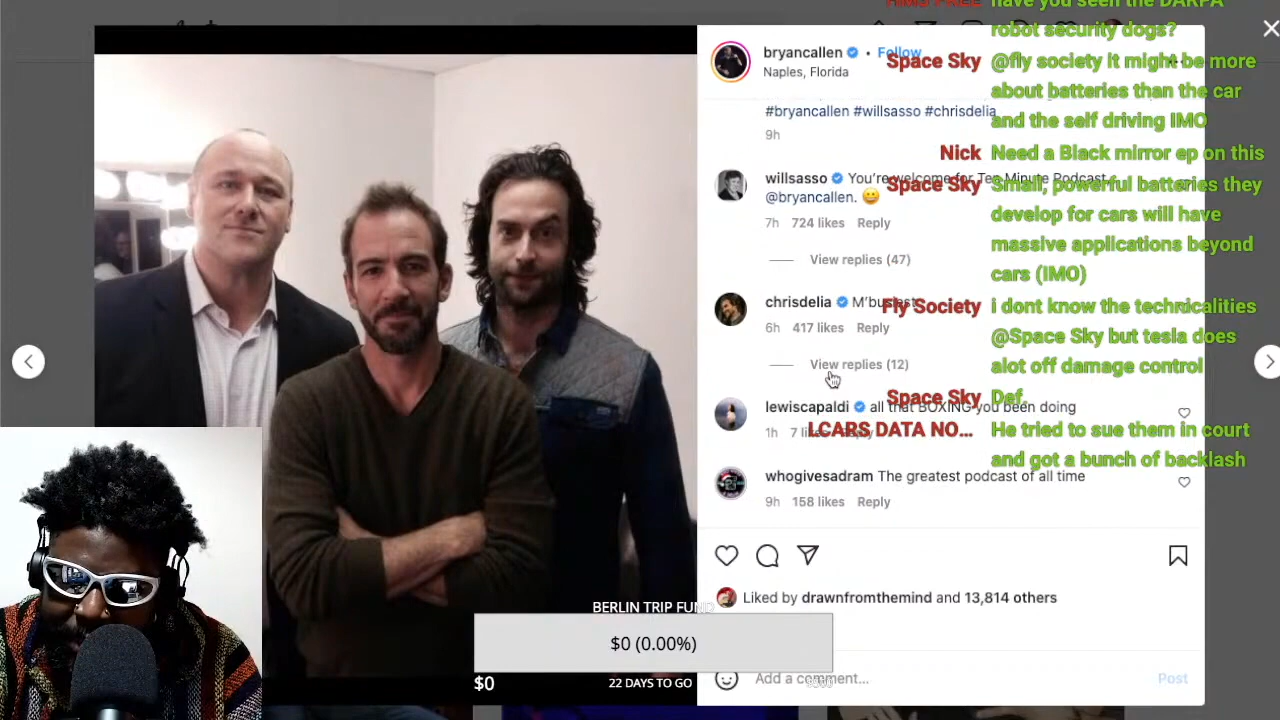 bryancallen • Follow
Naples, Florida
#bryancallen #willsasso #chrisdelia
9h
willsasso You're welcome for Ten Minute Podcast
@bryancallen. 😀
7h 724 likes Reply
View replies (47)
chrisdelia M'busiest
6h 417 likes Reply
View replies (12)
lewiscapaldi all that BOXING you been doing
1h 7 likes Reply
whogivesadram The greatest podcast of all time
9h 158 likes Reply
Liked by drawnfromthemind and 13,814 others
Add a comment...
Post
have you seen the DARPA
robot security dogs?
Space Sky @fly society It might be more
about batteries than the car
and the self driving IMO
Nick Need a Black mirror ep on this
Space Sky Small, powerful batteries they
develop for cars will have
massive applications beyond
cars (IMO)
Fly Society i dont know the technicalities
@Space Sky but tesla does
alot off damage control
Space Sky Def.
LCARS DATA NO... He tried to sue them in court
and got a bunch of backlash
BERLIN TRIP FUND
$0 (0.00%)
$0
22 DAYS TO GO